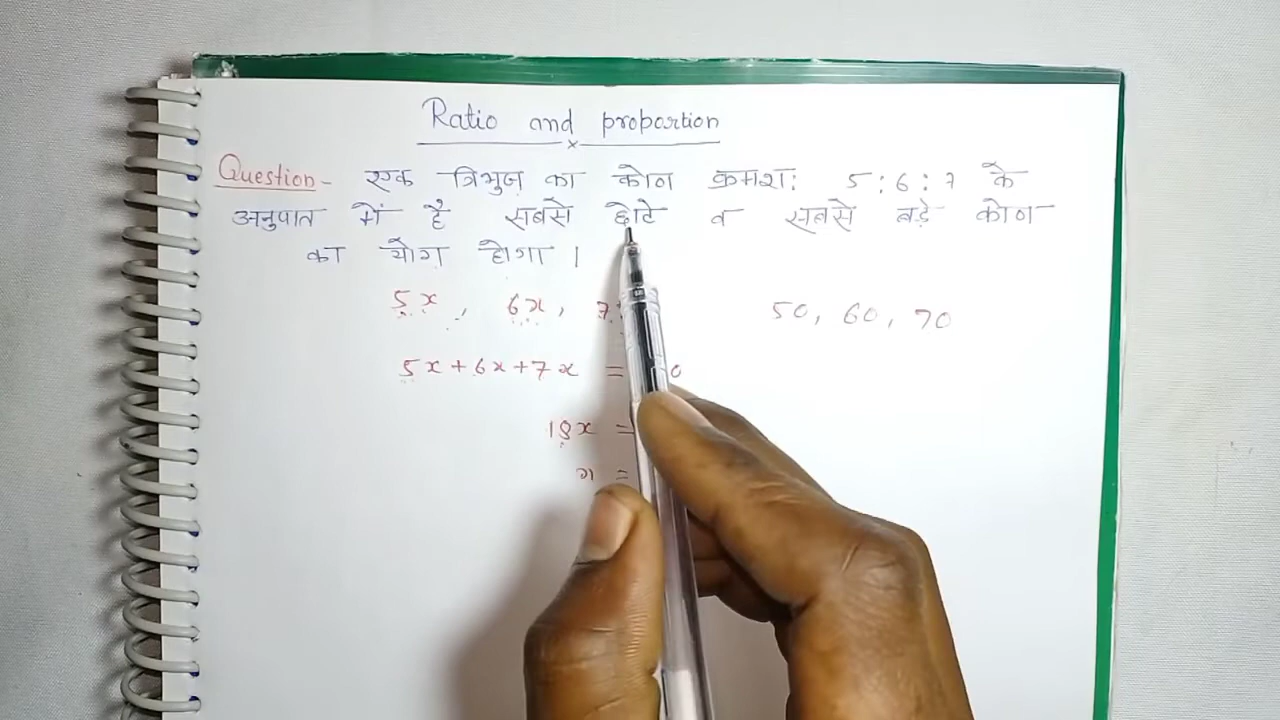 Ratio and proportion
Question- एक त्रिभुज का कोण क्रमश: 5:6:7 के
अनुपात में है सबसे छोटे व सबसे बड़े कोण
का योग होगा ।
5x, 6x, 7
50, 60, 70
5x+6x+7x =
18x =
x =